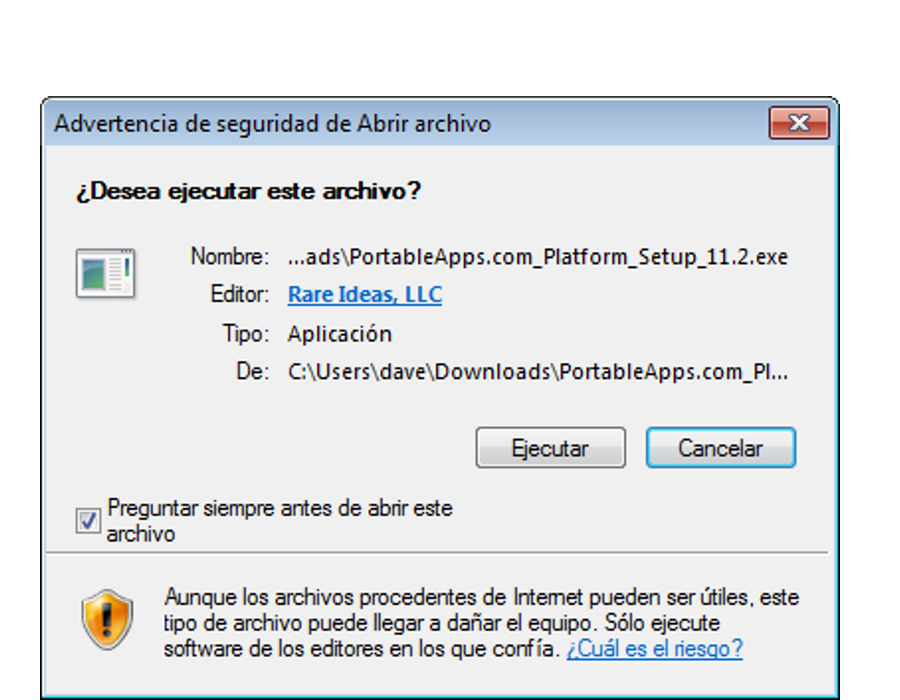 Advertencia de seguridad de Abrir archivo
¿Desea ejecutar este archivo?
Nombre: ...ads\PortableApps.com_Platform_Setup_11.2.exe
Editor: Rare Ideas, LLC
Tipo: Aplicación
De: C:\Users\dave\Downloads\PortableApps.com_Pl...
Ejecutar Cancelar
Preguntar siempre antes de abrir este
archivo
Aunque los archivos procedentes de Internet pueden ser útiles, este
tipo de archivo puede llegar a dañar el equipo. Sólo ejecute
software de los editores en los que confía. ¿Cuál es el riesgo?